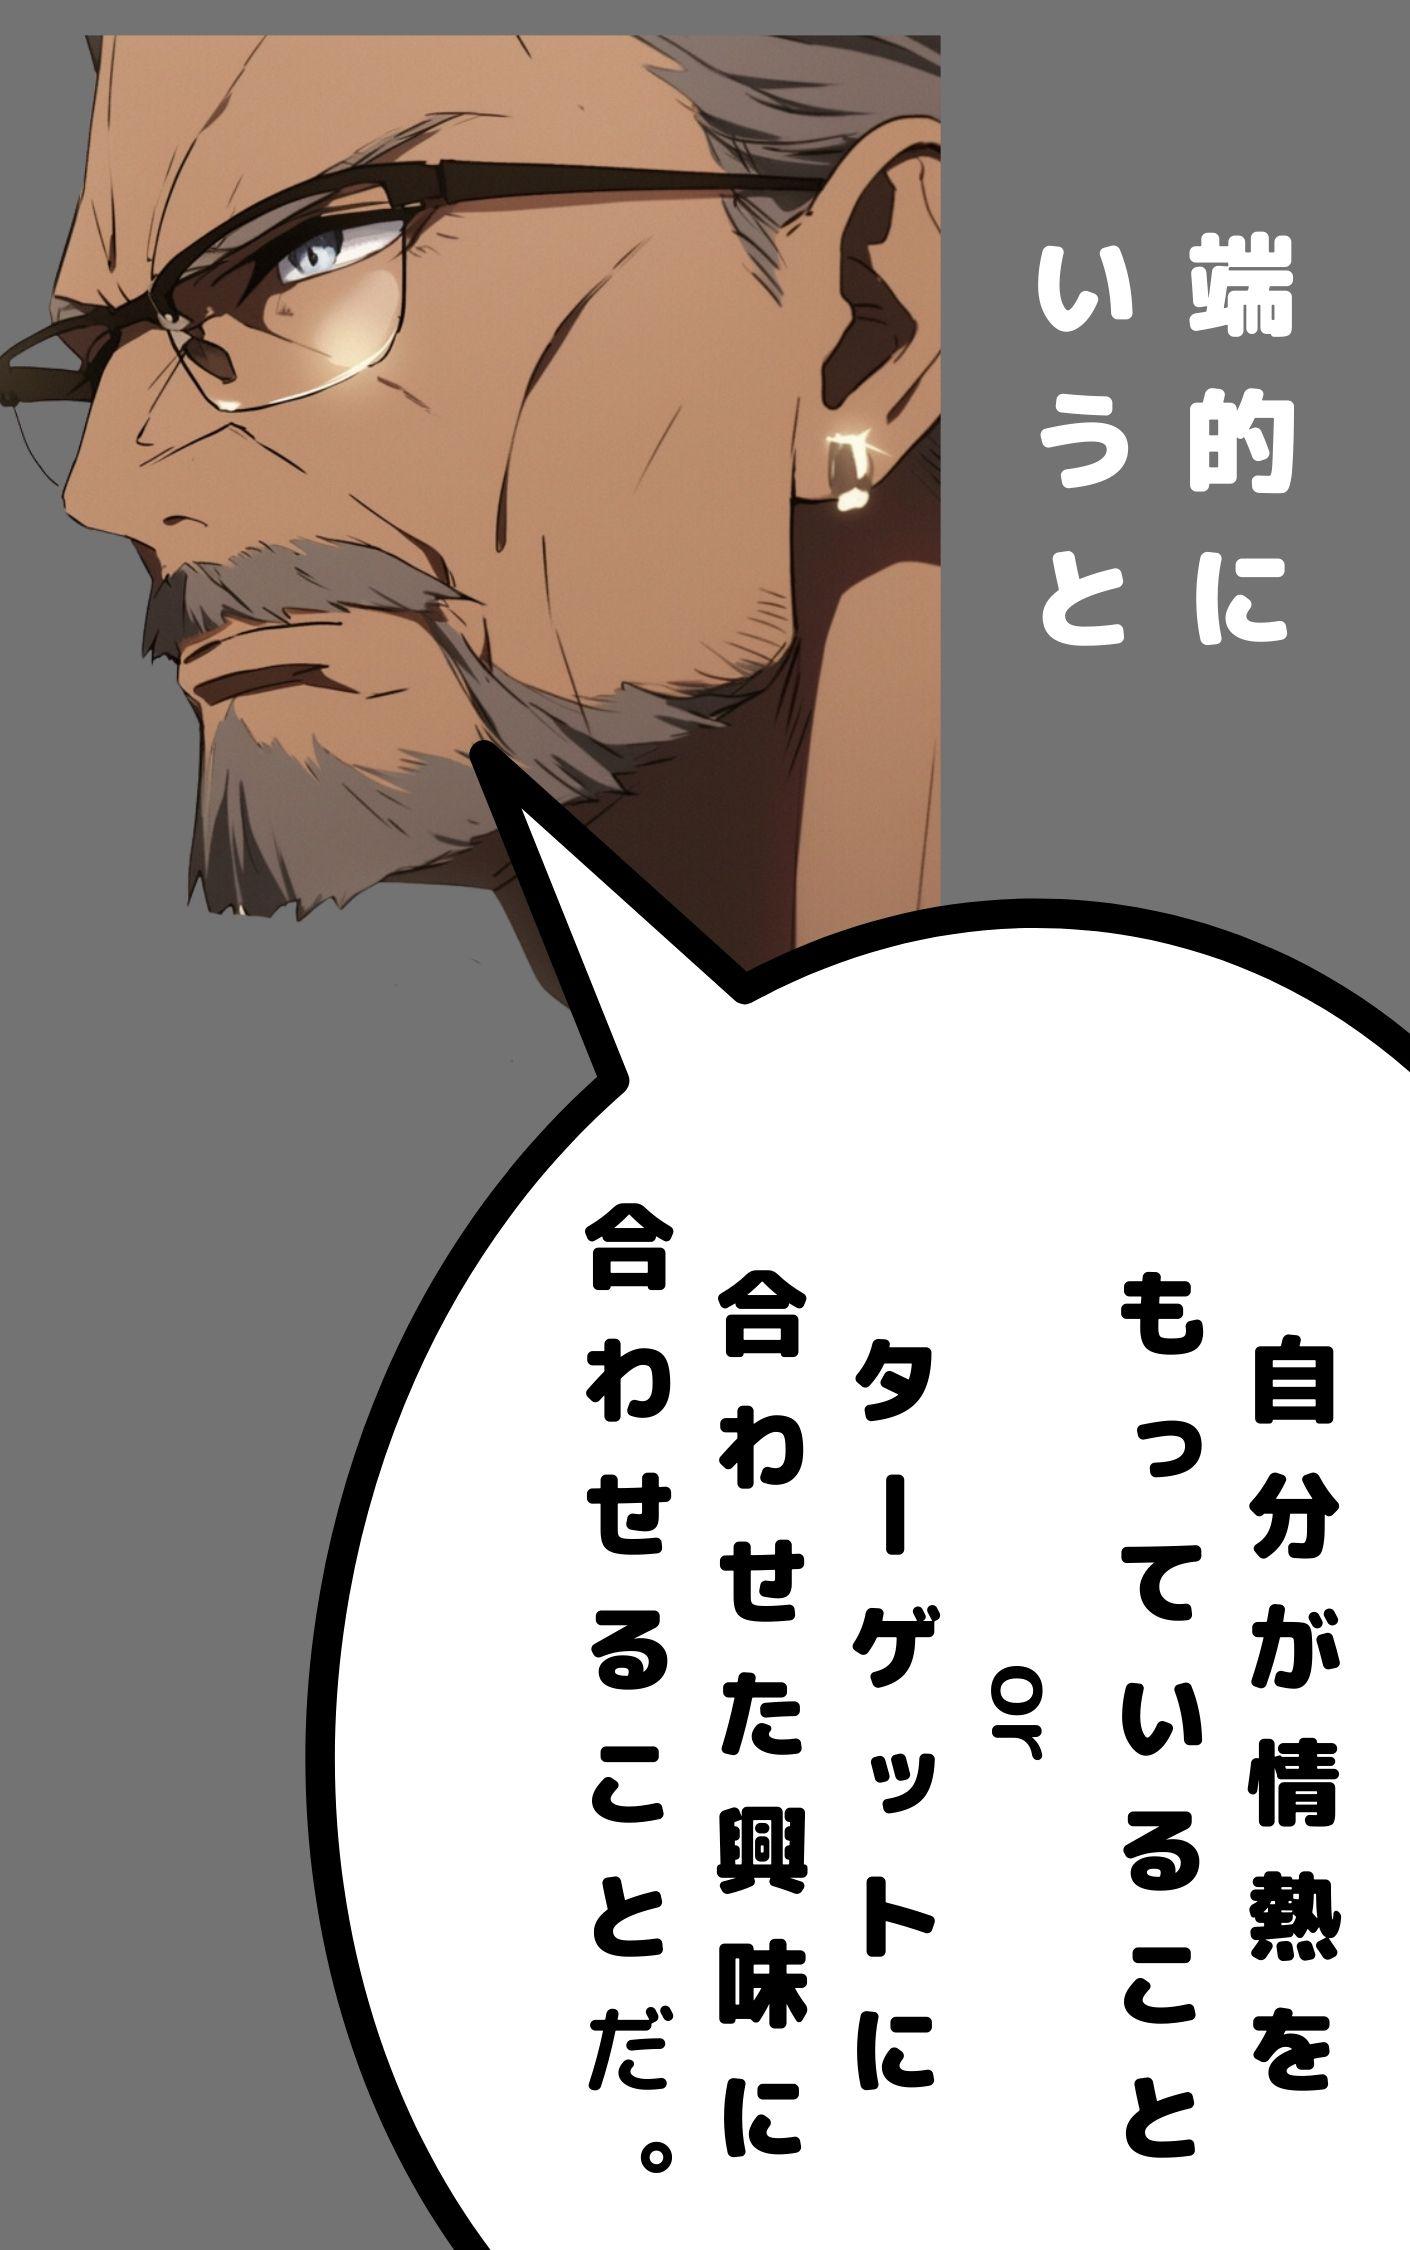 端的に
いうと
自分が情熱を
もっていること
or
ターゲットに
合わせた興味に
合わせることだ。